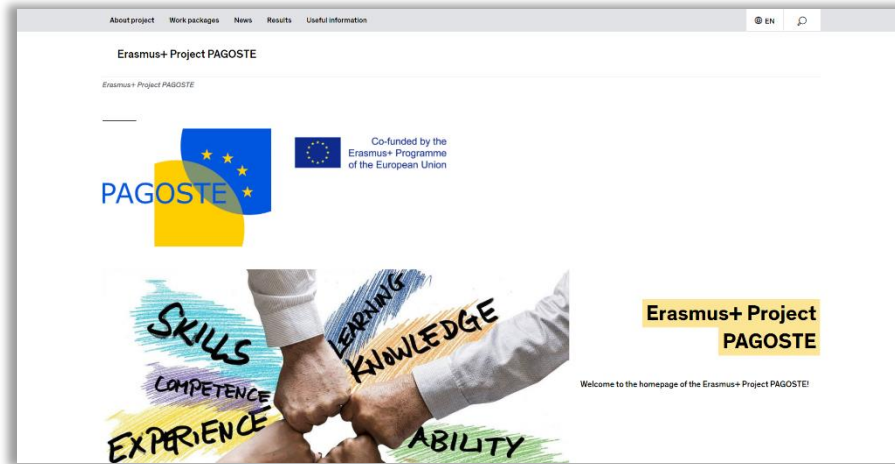 About project Work packages News Results Useful information
EN
Erasmus+ Project PAGOSTE
Erasmus+ Project PAGOSTE
PAGOSTE
Co-funded by the
Erasmus+ Programme
of the European Union
SKILLS
LEARNING
KNOWLEDGE
COMPETENCE
EXPERIENCE
ABILITY
Erasmus+ Project
PAGOSTE
Welcome to the homepage of the Erasmus+ Project PAGOSTE!